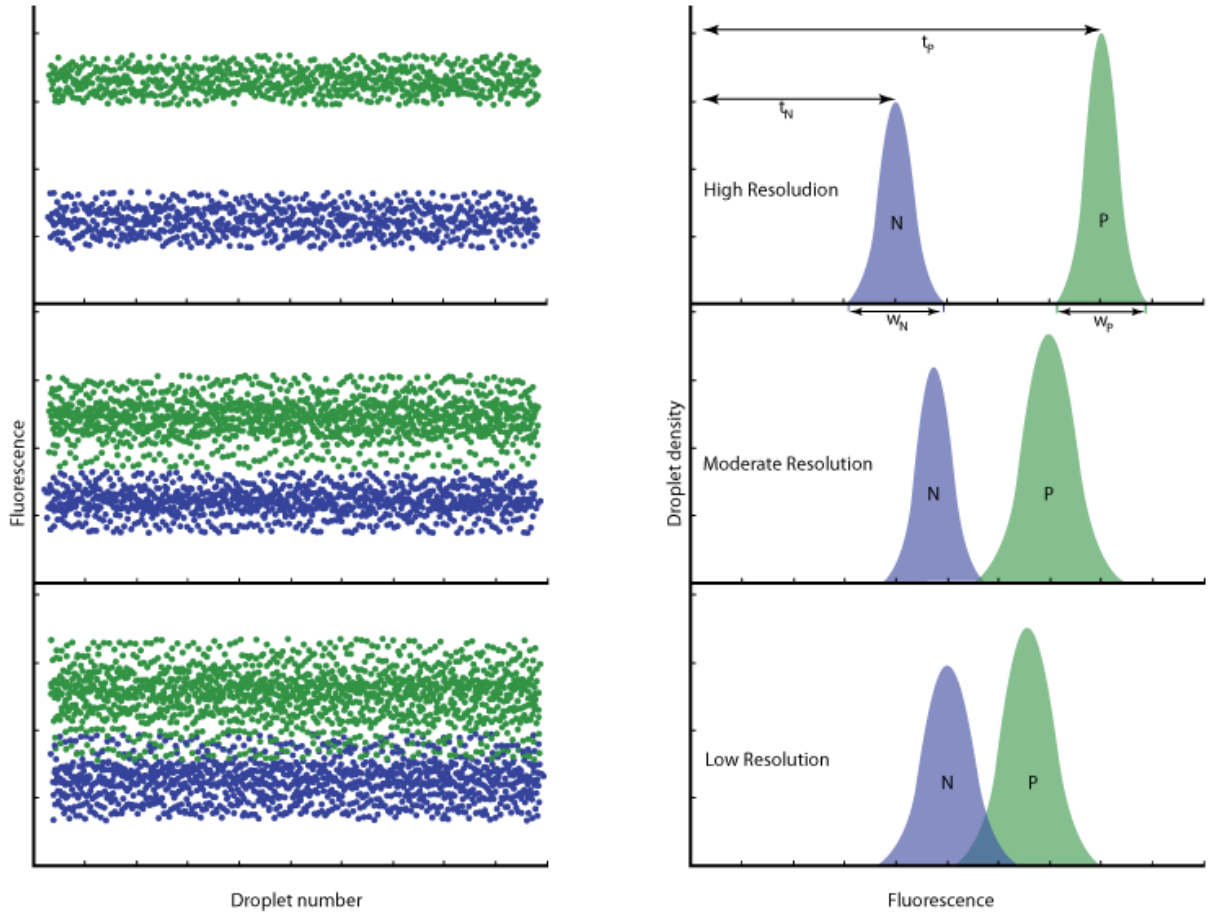 Fluorescence
Droplet number
t_P
t_N
High Resoludion
N
P
w_N
w_P
Droplet density
Moderate Resolution
N
P
Low Resolution
N
P
Fluorescence